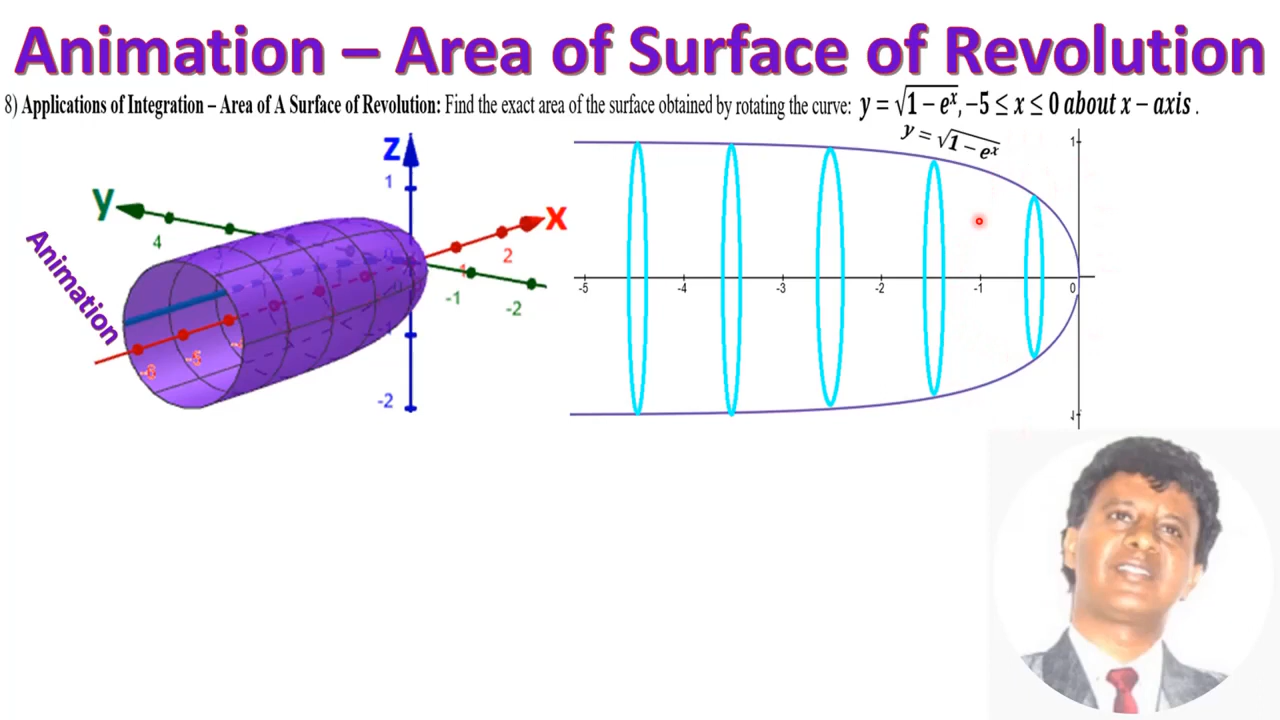 Animation – Area of Surface of Revolution
8) Applications of Integration – Area of A Surface of Revolution: Find the exact area of the surface obtained by rotating the curve: y = √(1 − eˣ), −5 ≤ x ≤ 0 about x − axis .
y = √(1 − eˣ)
Z
1
y
4
x
2
Animation
-1
-2
-2
-5 -4 -3 -2 -1 0
1